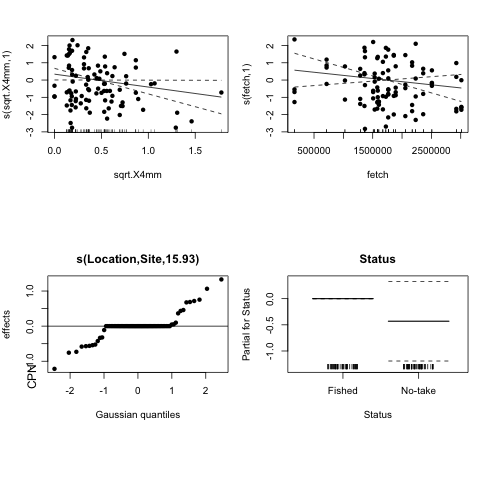 s(sqrt.X4mm,1)
2
1
0
-1
-2
-3
0.0 0.5 1.0 1.5
sqrt.X4mm
s(fetch,1)
2
1
0
-1
-2
-3
500000 1500000 2500000
fetch
s(Location,Site,15.93)
effects
1.0
0.0
-1.0
CPN
-2 -1 0 1 2
Gaussian quantiles
Status
Partial for Status
0.0
-0.5
-1.0
Fished No-take
Status